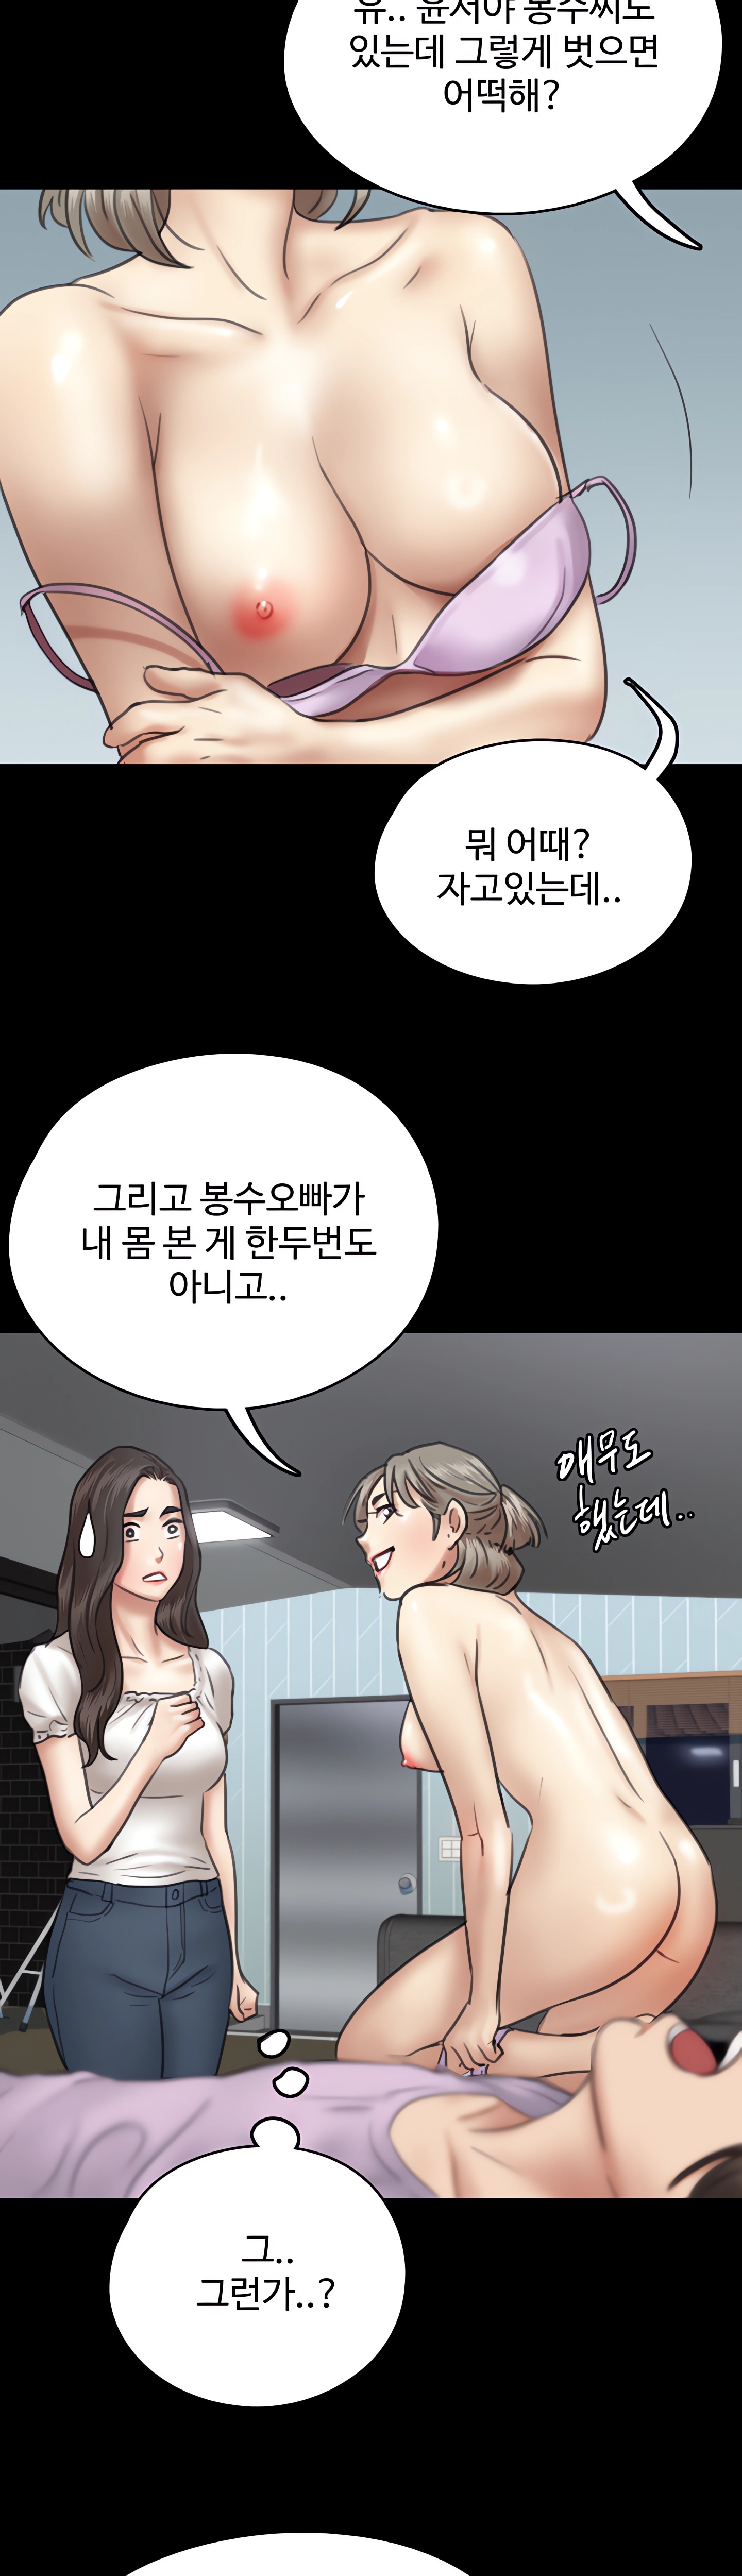 유.. 윤서야 봉수씨도
있는데 그렇게 벗으면
어떡해?
뭐 어때?
자고있는데..
그리고 봉수오빠가
내 몸 본 게 한두번도
아니고..
애무도
했는데..
그..
그런가..?